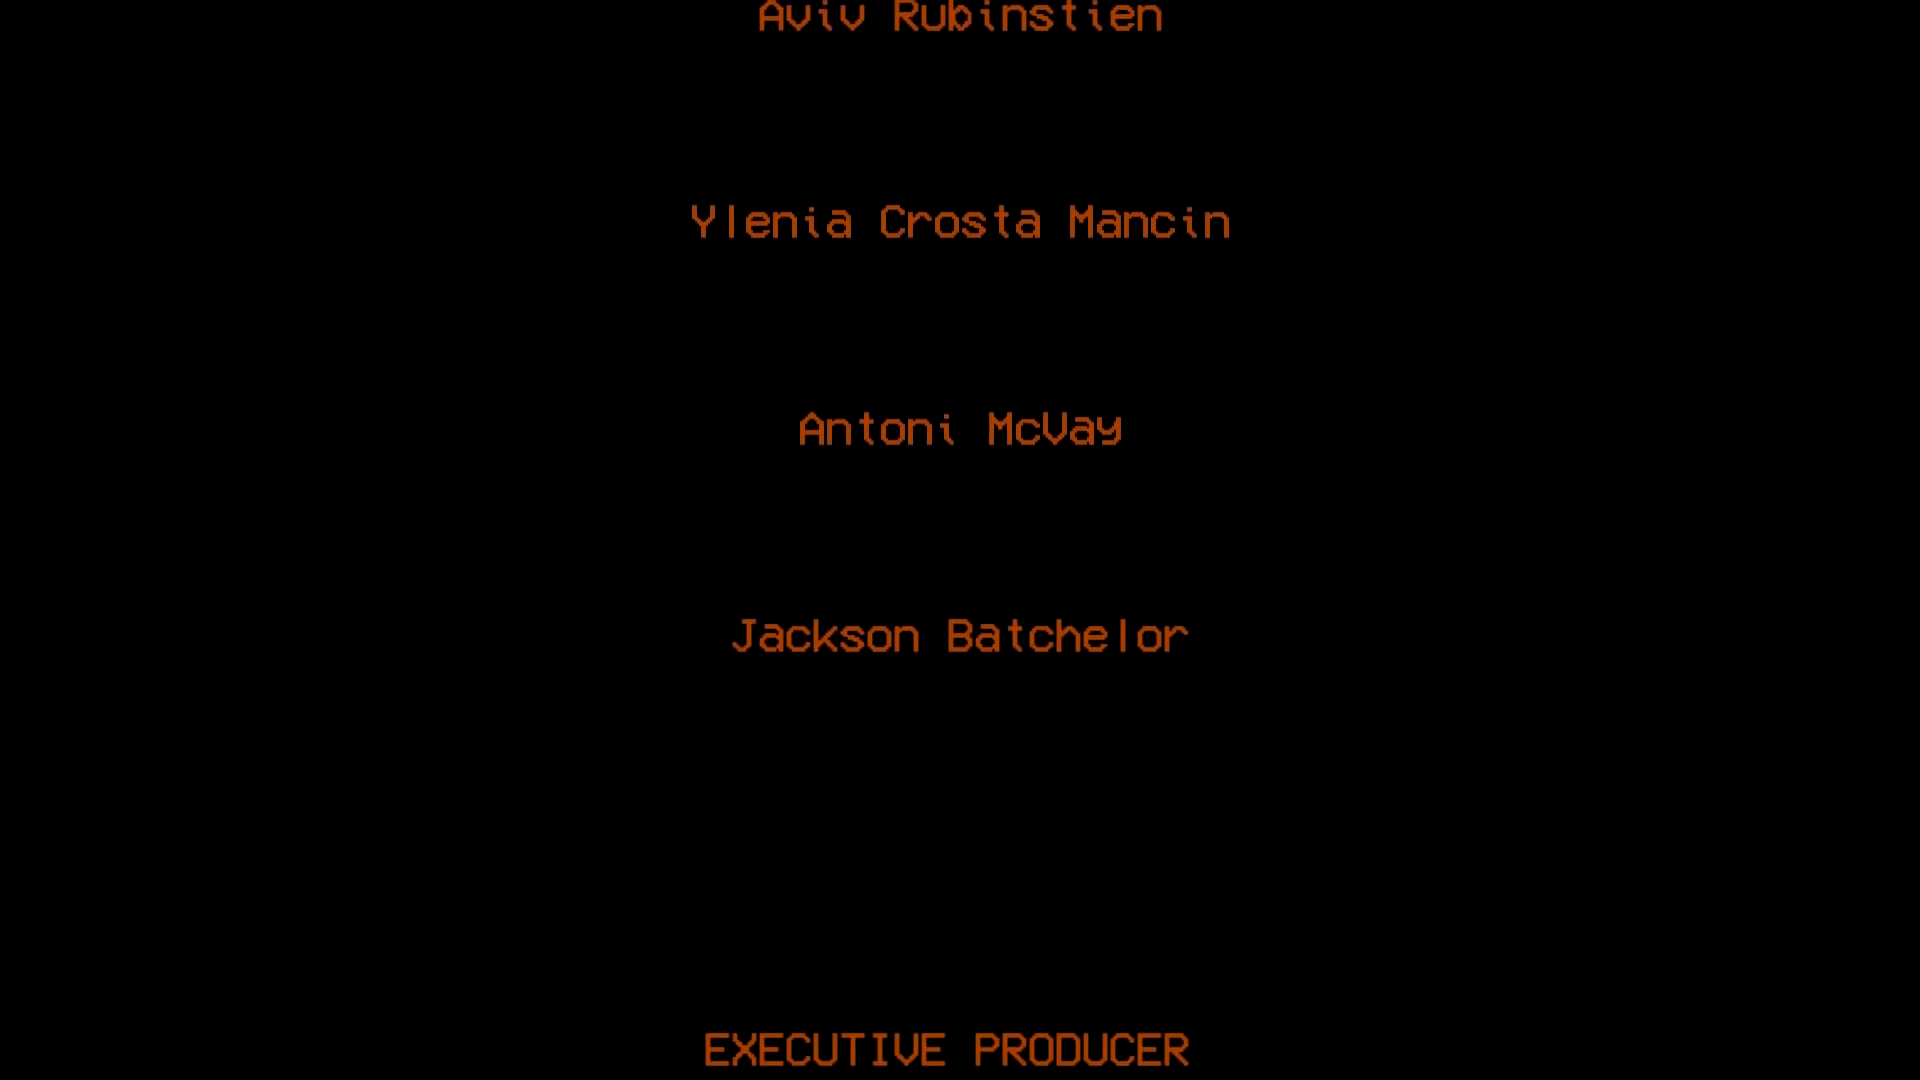 Aviv Rubinstien
Ylenia Crosta Mancin
Antoni McVay
Jackson Batchelor
EXECUTIVE PRODUCER